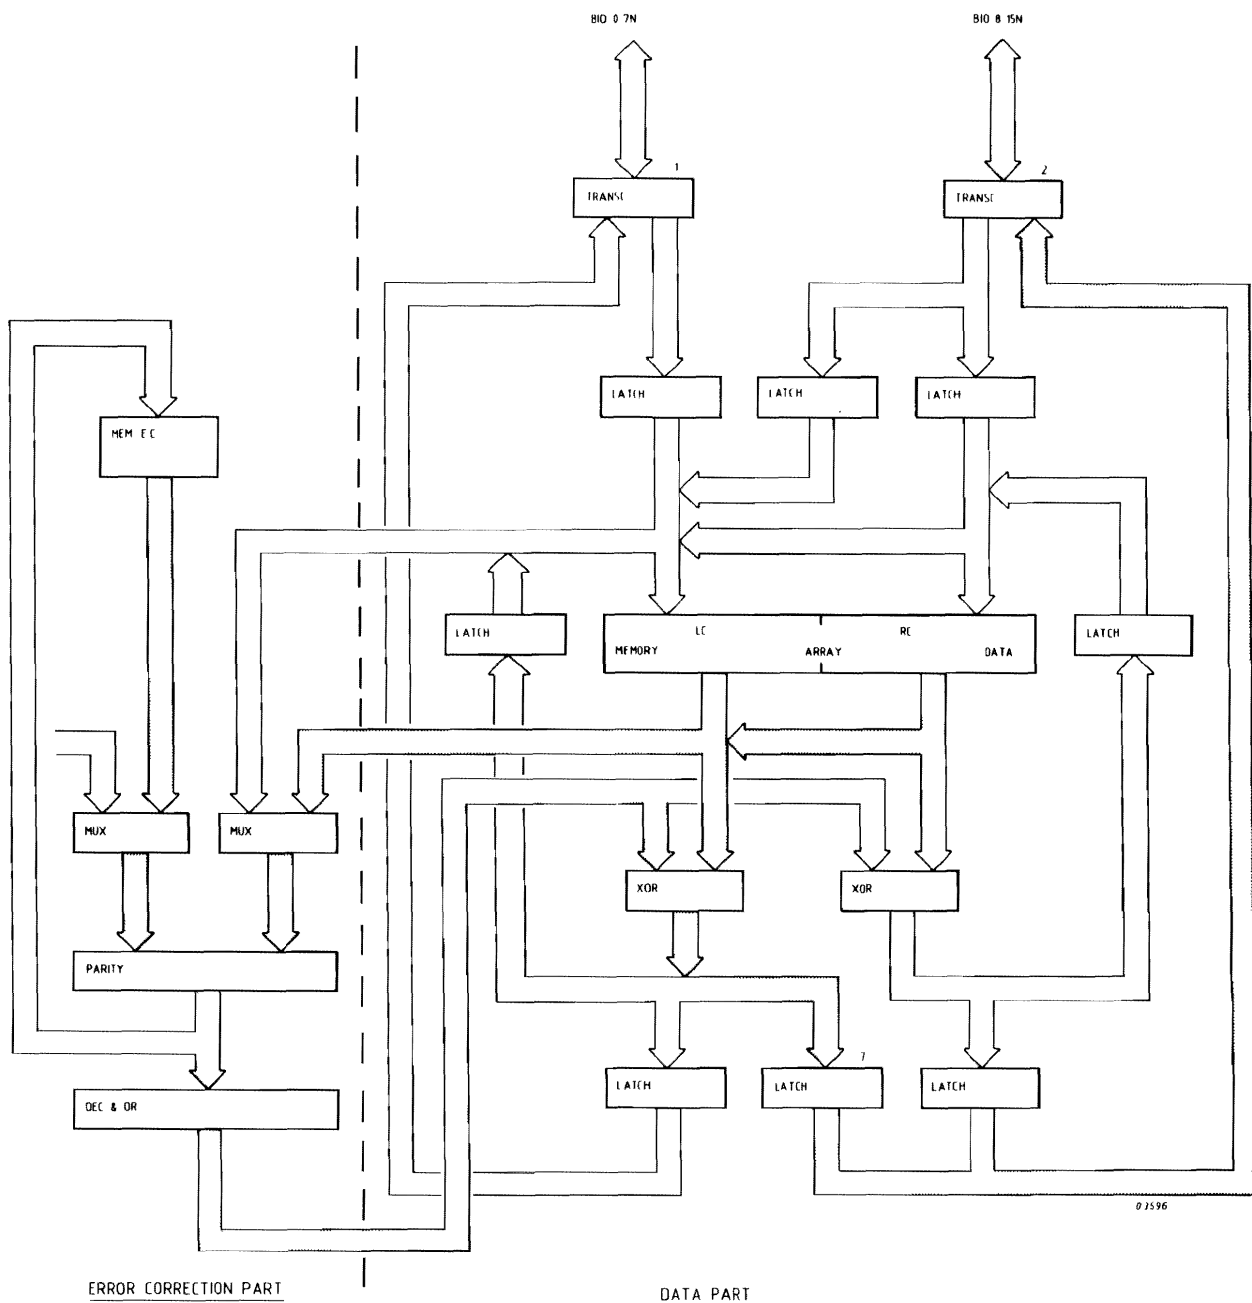 BIO 0 7N
BIO 8 15N
1
2
TRANSC
TRANSC
LATCH
LATCH
LATCH
MEM E C
LATCH
LC
RC
MEMORY ARRAY DATA
LATCH
MUX
MUX
XOR
XOR
PARITY
7
LATCH
LATCH
LATCH
DEC & OR
03596
ERROR CORRECTION PART
DATA PART